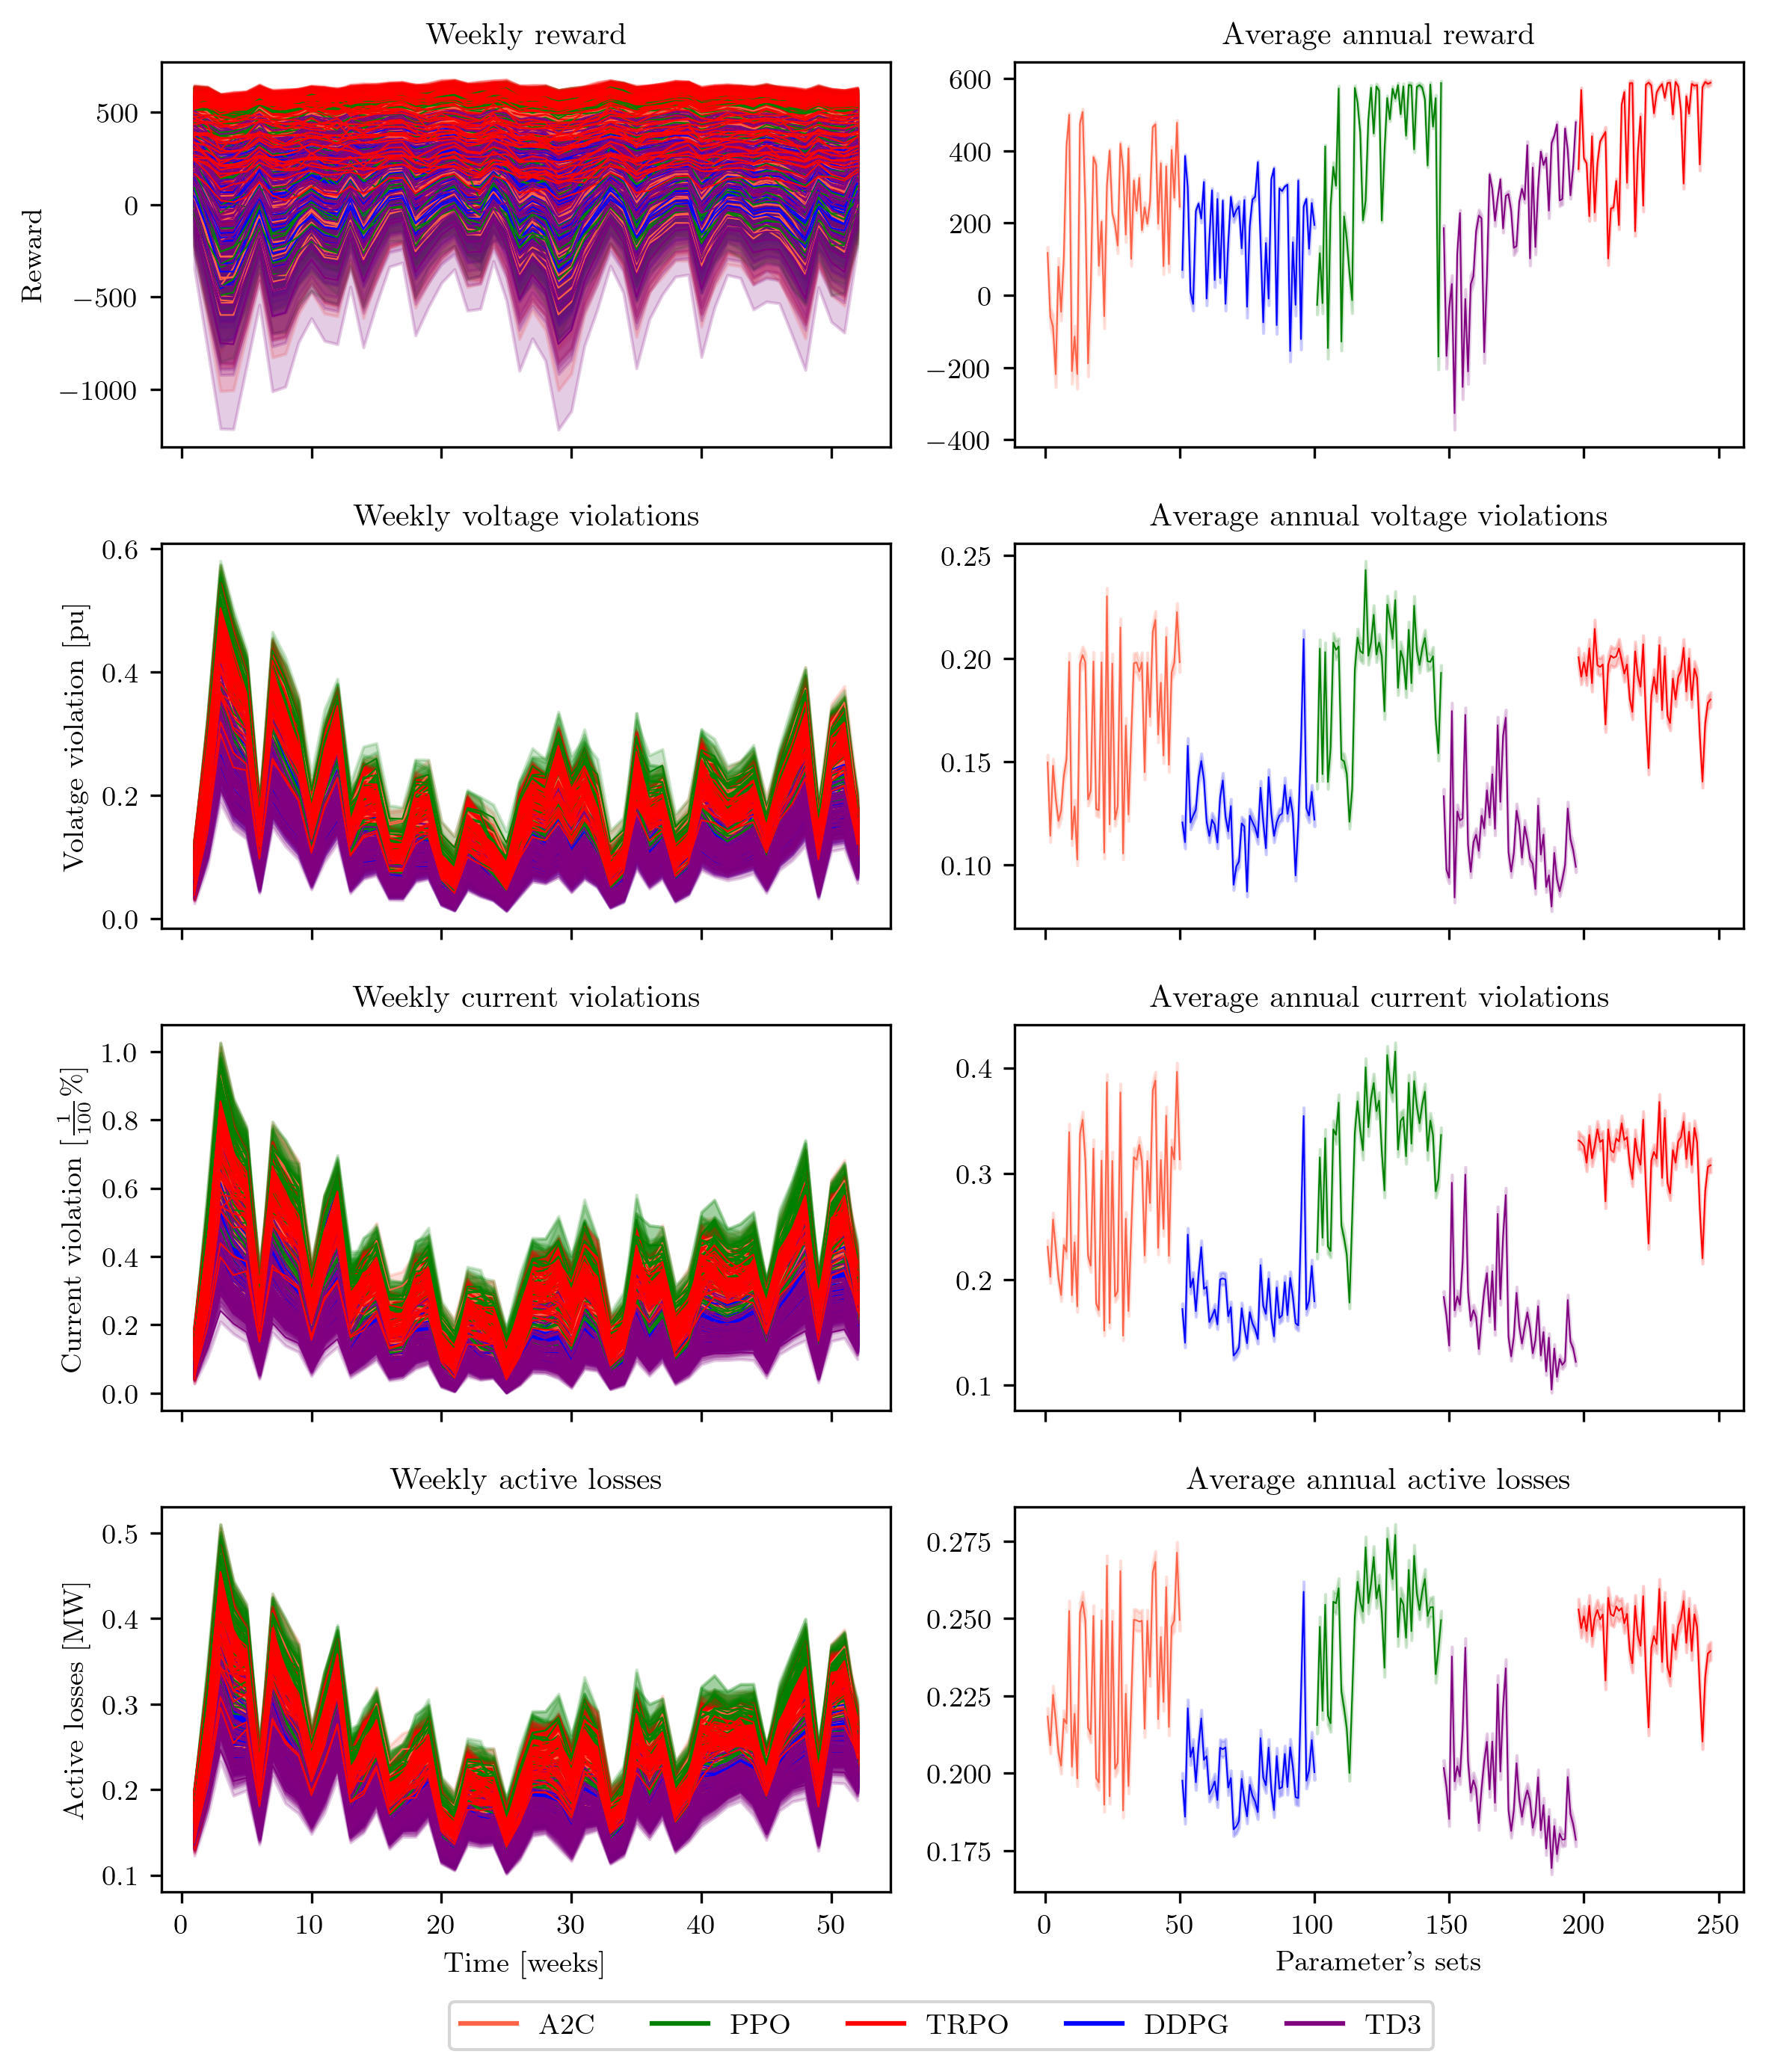 Weekly reward
Average annual reward
Reward
500
0
−500
−1000
600
400
200
0
−200
−400
Weekly voltage violations
Average annual voltage violations
Volatge violation [pu]
0.6
0.4
0.2
0.0
0.25
0.20
0.15
0.10
Weekly current violations
Average annual current violations
Current violation [1/100 %]
1.0
0.8
0.6
0.4
0.2
0.0
0.4
0.3
0.2
0.1
Weekly active losses
Average annual active losses
Active losses [MW]
0.5
0.4
0.3
0.2
0.1
0.275
0.250
0.225
0.200
0.175
0 10 20 30 40 50
0 50 100 150 200 250
Time [weeks]
Parameter's sets
A2C PPO TRPO DDPG TD3